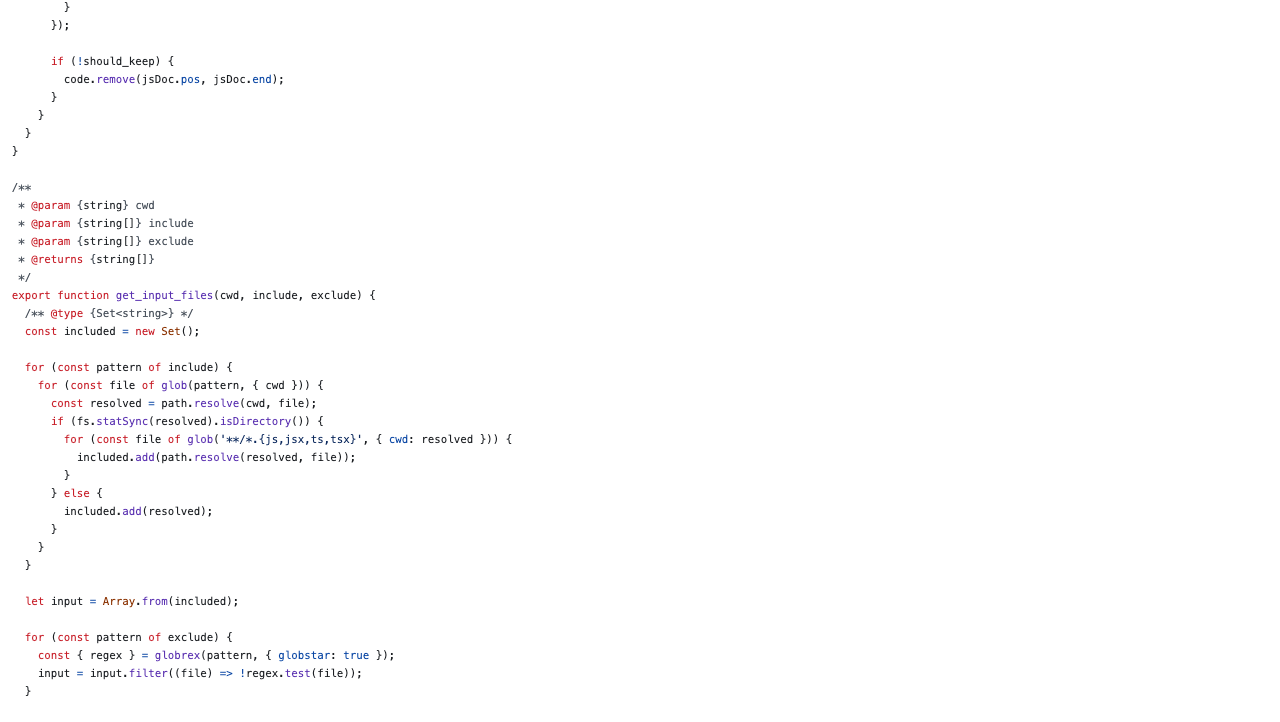 }
      });

      if (!should_keep) {
        code.remove(jsDoc.pos, jsDoc.end);
      }
    }
  }
}

/**
 * @param {string} cwd
 * @param {string[]} include
 * @param {string[]} exclude
 * @returns {string[]}
 */
export function get_input_files(cwd, include, exclude) {
  /** @type {Set<string>} */
  const included = new Set();

  for (const pattern of include) {
    for (const file of glob(pattern, { cwd })) {
      const resolved = path.resolve(cwd, file);
      if (fs.statSync(resolved).isDirectory()) {
        for (const file of glob('**/*.{js,jsx,ts,tsx}', { cwd: resolved })) {
          included.add(path.resolve(resolved, file));
        }
      } else {
        included.add(resolved);
      }
    }
  }

  let input = Array.from(included);

  for (const pattern of exclude) {
    const { regex } = globrex(pattern, { globstar: true });
    input = input.filter((file) => !regex.test(file));
  }